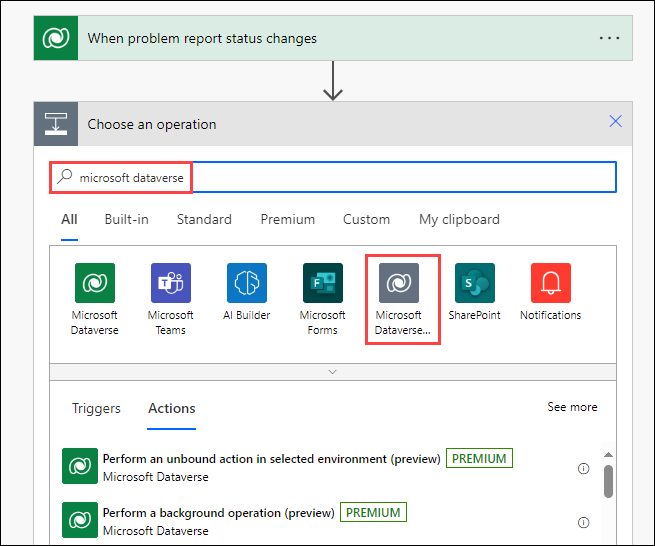 When problem report status changes
Choose an operation
microsoft dataverse
All Built-in Standard Premium Custom My clipboard
Microsoft Dataverse
Microsoft Teams
AI Builder
Microsoft Forms
Microsoft Dataverse...
SharePoint
Notifications
Triggers Actions See more
Perform an unbound action in selected environment (preview) PREMIUM
Microsoft Dataverse
Perform a background operation (preview) PREMIUM
Microsoft Dataverse